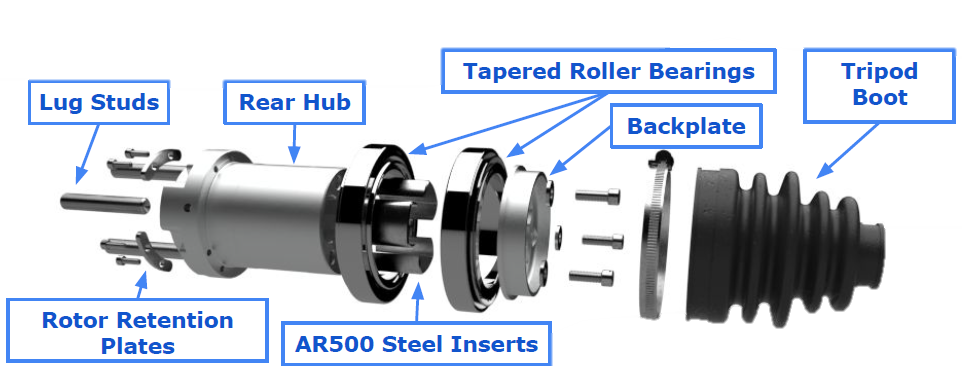 Tapered Roller Bearings
Tripod
Boot
Lug Studs
Rear Hub
Backplate
Rotor Retention
Plates
AR500 Steel Inserts